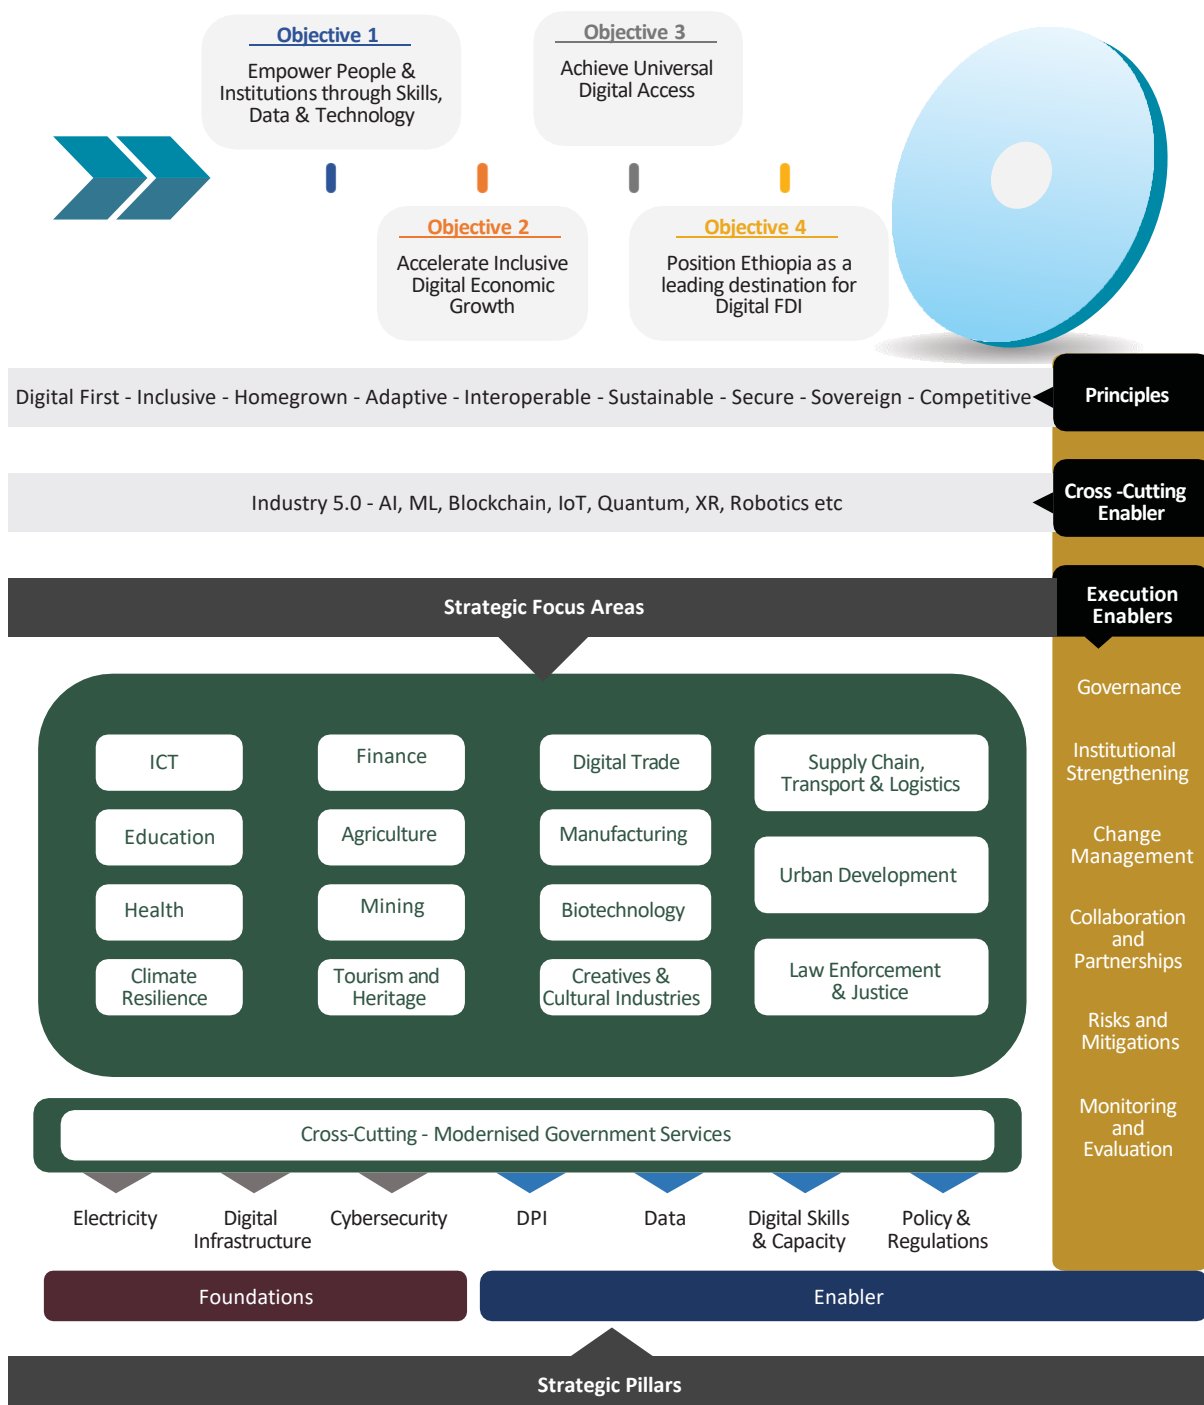 Objective 1
Empower People &
Institutions through Skills,
Data & Technology
Objective 3
Achieve Universal
Digital Access
Objective 2
Accelerate Inclusive
Digital Economic
Growth
Objective 4
Position Ethiopia as a
leading destination for
Digital FDI
Digital First - Inclusive - Homegrown - Adaptive - Interoperable - Sustainable - Secure - Sovereign - Competitive
Principles
Industry 5.0 - AI, ML, Blockchain, IoT, Quantum, XR, Robotics etc
Cross -Cutting
Enabler
Strategic Focus Areas
Execution
Enablers
ICT
Education
Health
Climate
Resilience
Finance
Agriculture
Mining
Tourism and
Heritage
Digital Trade
Manufacturing
Biotechnology
Creatives &
Cultural Industries
Supply Chain,
Transport & Logistics
Urban Development
Law Enforcement
& Justice
Governance
Institutional
Strengthening
Change
Management
Collaboration
and
Partnerships
Risks and
Mitigations
Monitoring
and
Evaluation
Cross-Cutting - Modernised Government Services
Electricity
Digital
Infrastructure
Cybersecurity
DPI
Data
Digital Skills
& Capacity
Policy &
Regulations
Foundations
Enabler
Strategic Pillars